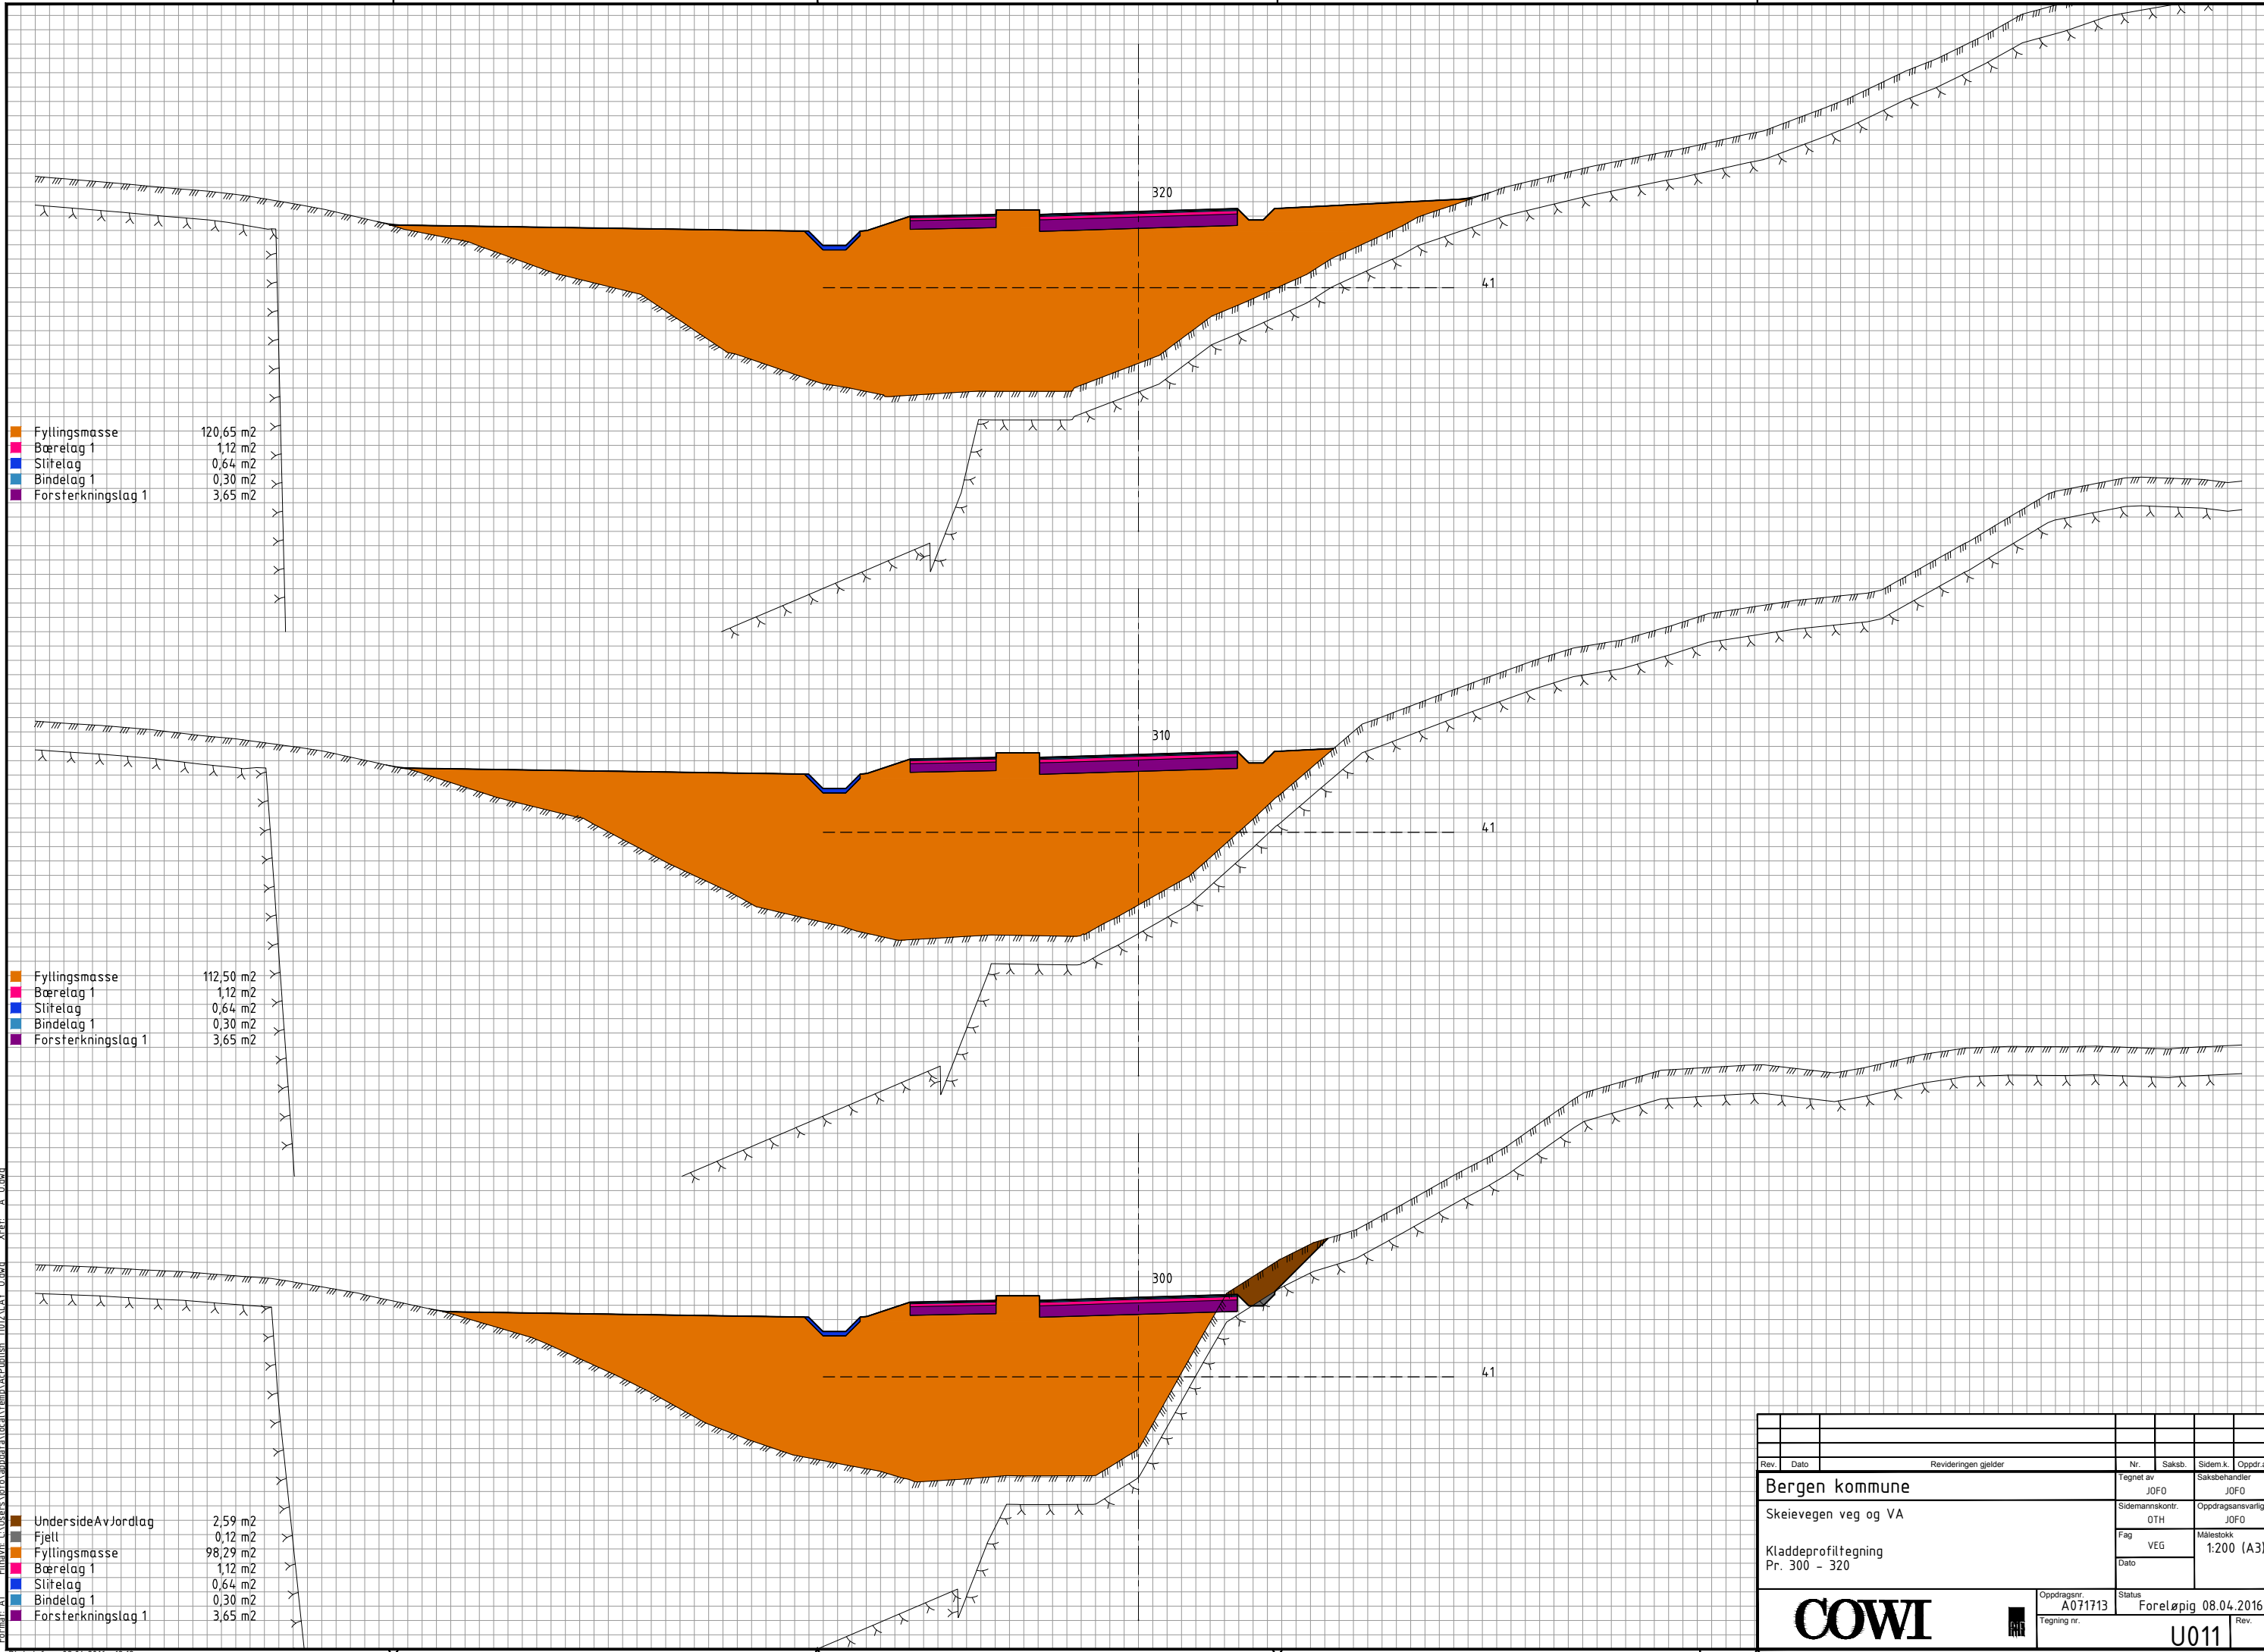 320
41
Fyllingsmasse 120,65 m2
Bærelag 1 1,12 m2
Slitelag 0,64 m2
Bindelag 1 0,30 m2
Forsterkningslag 1 3,65 m2
310
41
Fyllingsmasse 112,50 m2
Bærelag 1 1,12 m2
Slitelag 0,64 m2
Bindelag 1 0,30 m2
Forsterkningslag 1 3,65 m2
300
41
UndersideAvJordlag 2,59 m2
Fjell 0,12 m2
Fyllingsmasse 98,29 m2
Bærelag 1 1,12 m2
Slitelag 0,64 m2
Bindelag 1 0,30 m2
Forsterkningslag 1 3,65 m2
Rev. Dato Revideringen gjelder Nr. Saksb. Sidem.k. Oppdr.a
Bergen kommune
Tegnet av Saksbehandler
JOFO JOFO
Skeievegen veg og VA
Sidemannskontr. Oppdragsansvarlig
OTH JOFO
Fag Målestokk
VEG 1:200 (A3)
Kladdeprofiltegning
Pr. 300 - 320
Dato
Oppdragsnr. Status
A071713 Foreløpig 08.04.2016
COWI
Tegning nr. Rev.
U011